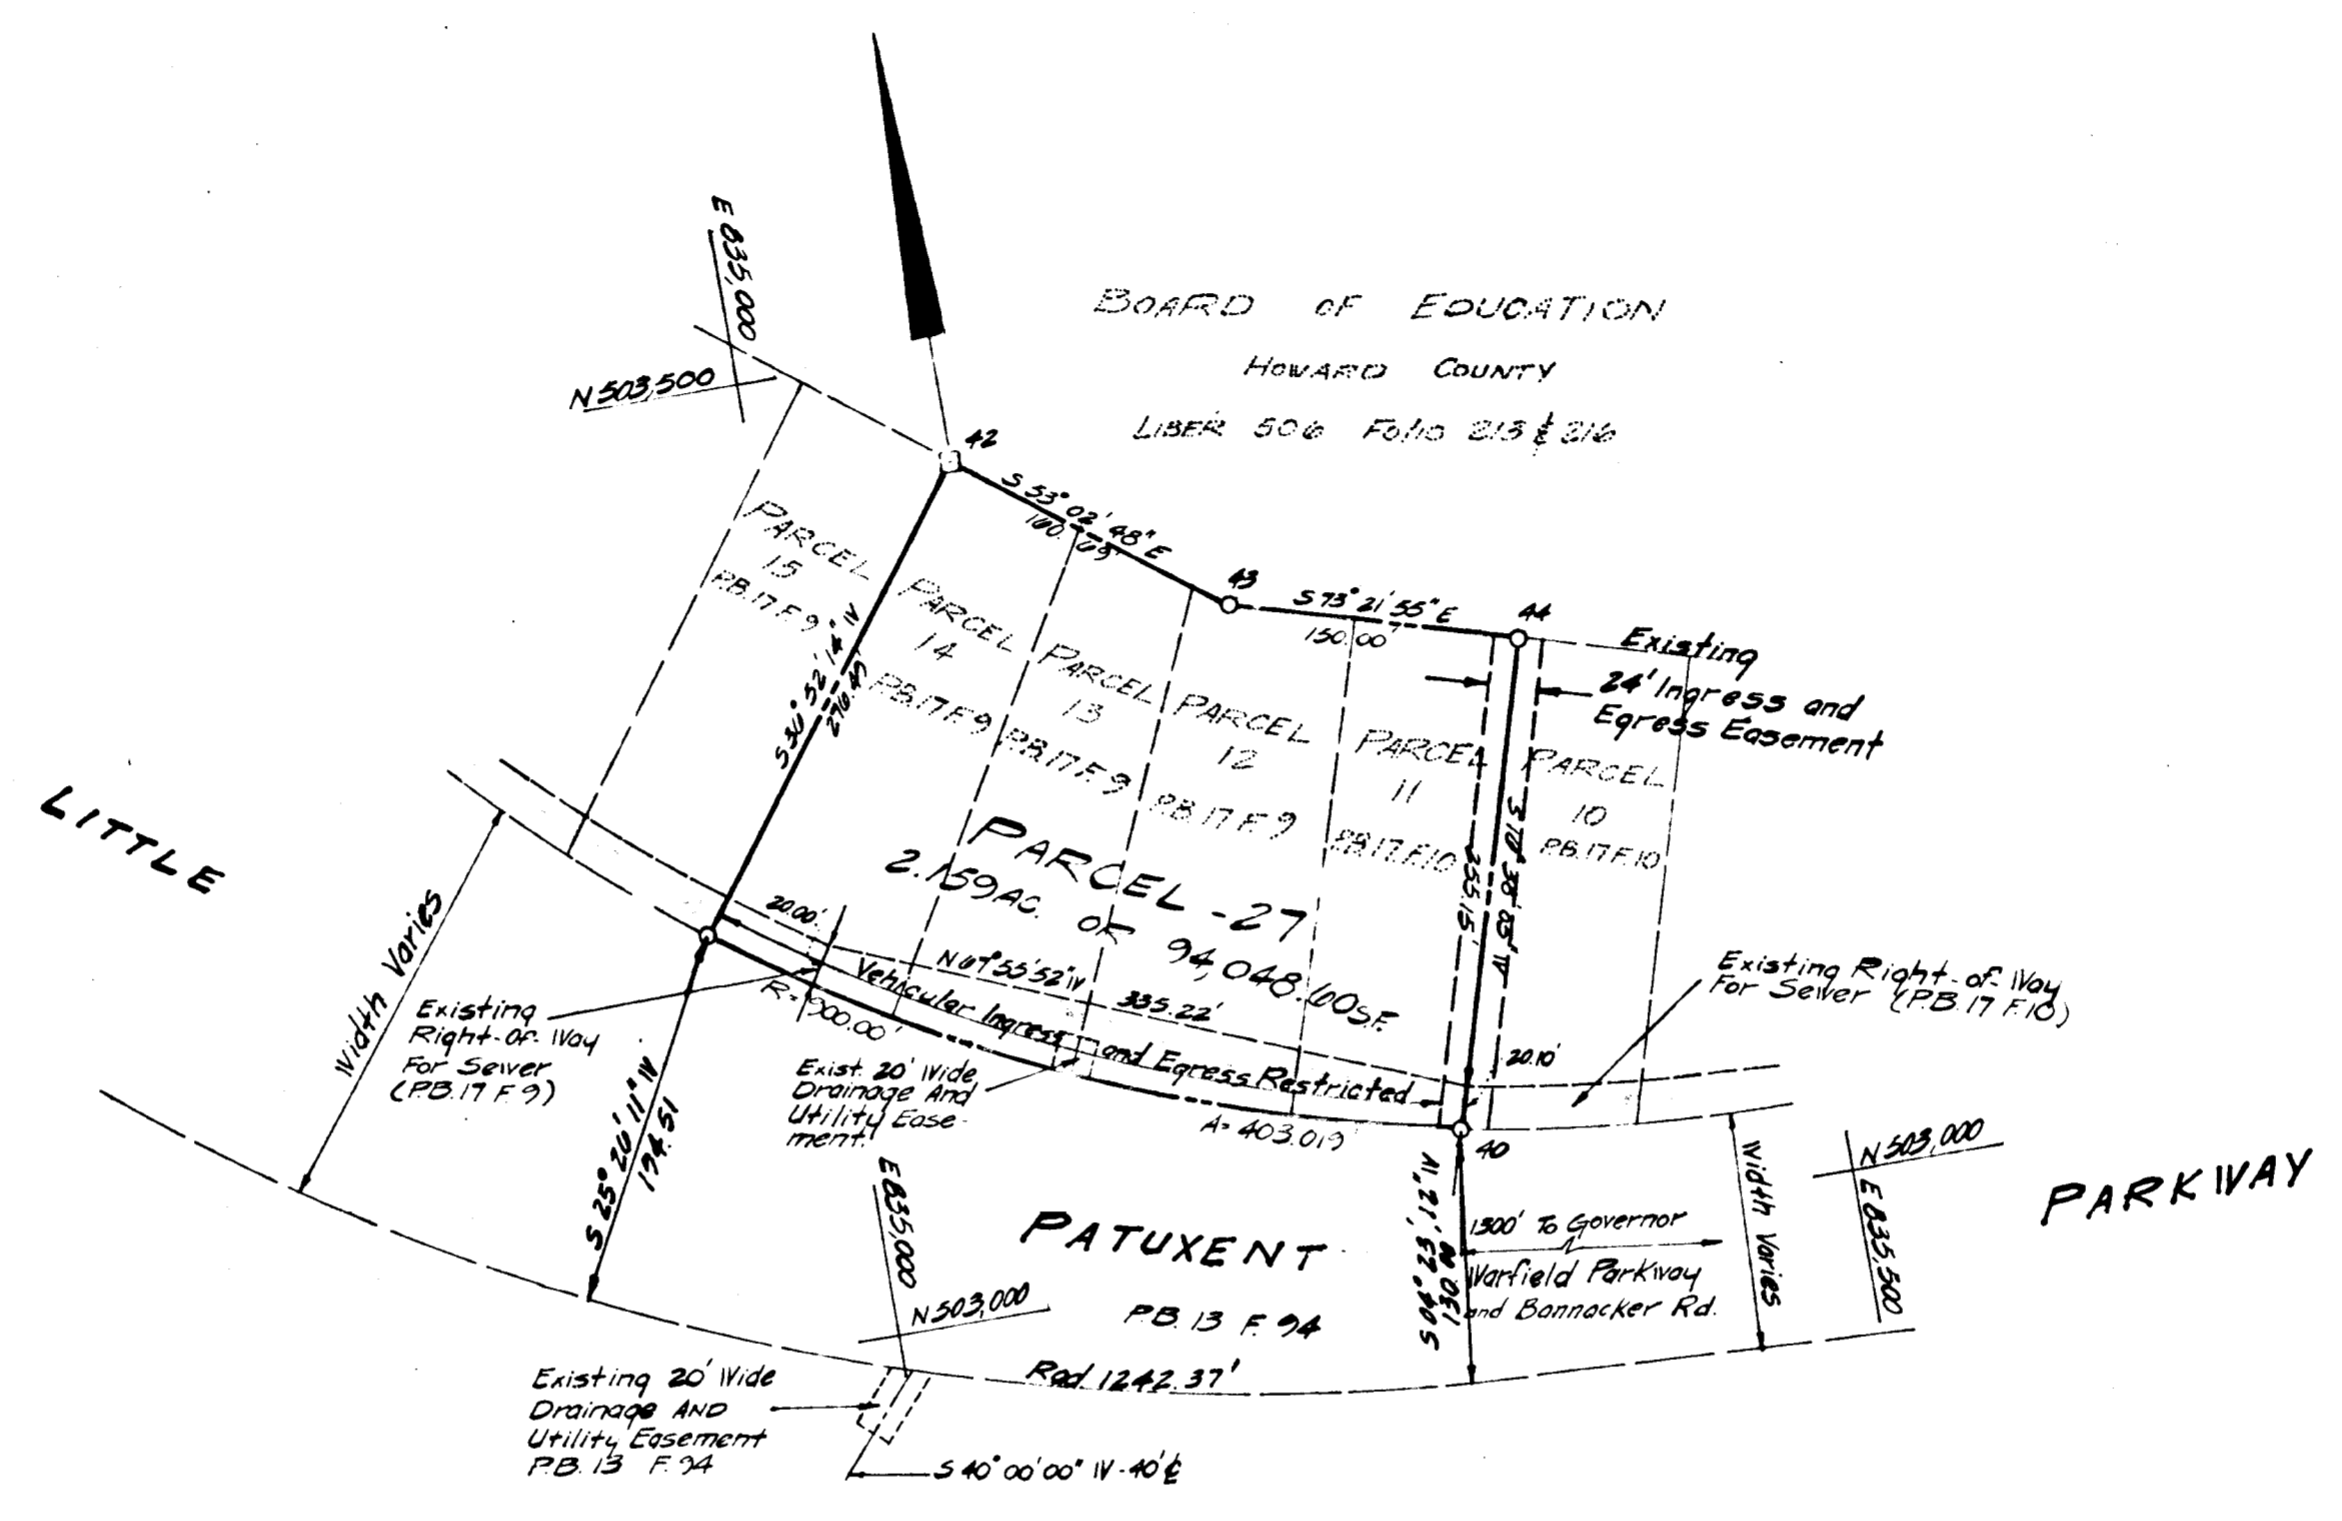 E 835,000
N 503,500
BOARD OF EDUCATION
HOWARD COUNTY
LIBER 506 Folio 213 & 216
42
S 53° 02' 48" E
160.69'
43
S 73° 21' 55" E
150.00'
44
Existing
24' Ingress and
Egress Easement
PARCEL
15
P.B. 17 F. 9
PARCEL
14
P.B. 17 F. 9
PARCEL
13
P.B. 17 F. 9
PARCEL
12
P.B. 17 F. 9
PARCEL
11
P.B. 17 F. 10
PARCEL
10
P.B. 17 F. 10
255.15'
PARCEL - 27
2.159 AC. OR 94,048.60 S.F.
LITTLE
Width Varies
20.00'
Vehicular Ingress and Egress Restricted
335.22'
R = 900.00'
A = 403.019
20.10'
40
Existing
Right-Of-Way
For Sewer
(P.B. 17 F. 9)
Exist. 20' Wide
Drainage And
Utility Ease-
ment.
Existing Right-of-Way
For Sewer (P.B. 17 F. 10)
S 25° 26' 11" W
194.51
E 835,000
N 503,000
PATUXENT
P.B. 13 F. 94
Rad 1242.37'
1300' To Governor
Warfield Parkway
and Bannacker Rd.
Width Varies
N 503,000
E 835,500
PARKWAY
Existing 20' Wide
Drainage AND
Utility Easement
P.B. 13 F. 94
S 40° 00' 00" W - 40' ℄